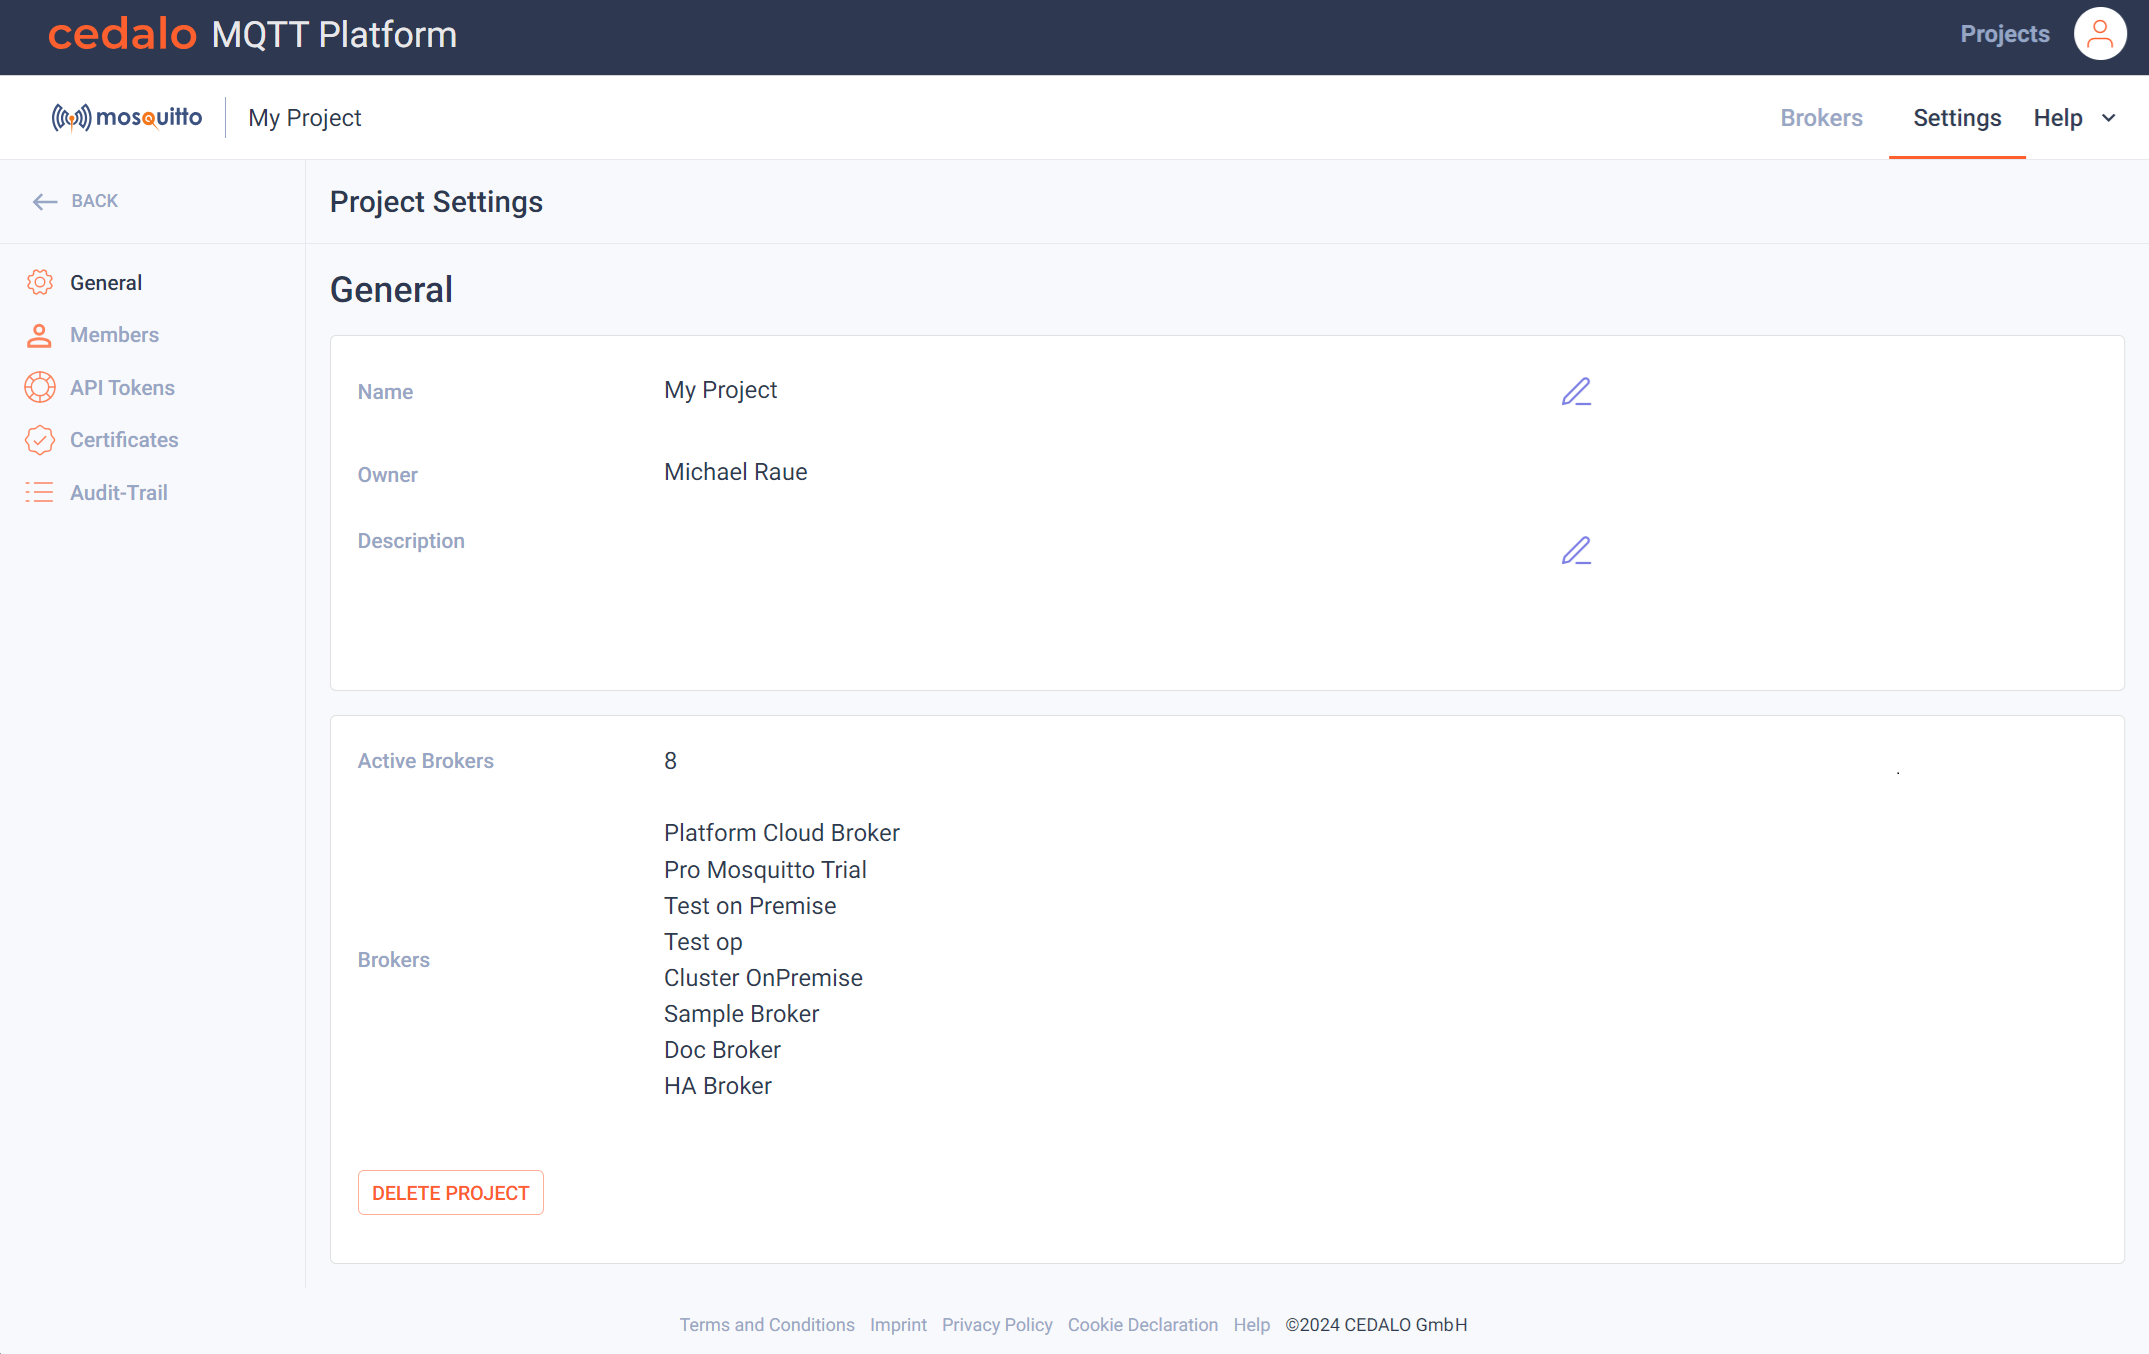 cedalo MQTT Platform
Projects
mosquitto
My Project
Brokers
Settings
Help
BACK
Project Settings
General
Members
API Tokens
Certificates
Audit-Trail
General
Name
My Project
Owner
Michael Raue
Description
Active Brokers
8
Brokers
Platform Cloud Broker
Pro Mosquitto Trial
Test on Premise
Test op
Cluster OnPremise
Sample Broker
Doc Broker
HA Broker
DELETE PROJECT
Terms and Conditions Imprint Privacy Policy Cookie Declaration Help ©2024 CEDALO GmbH